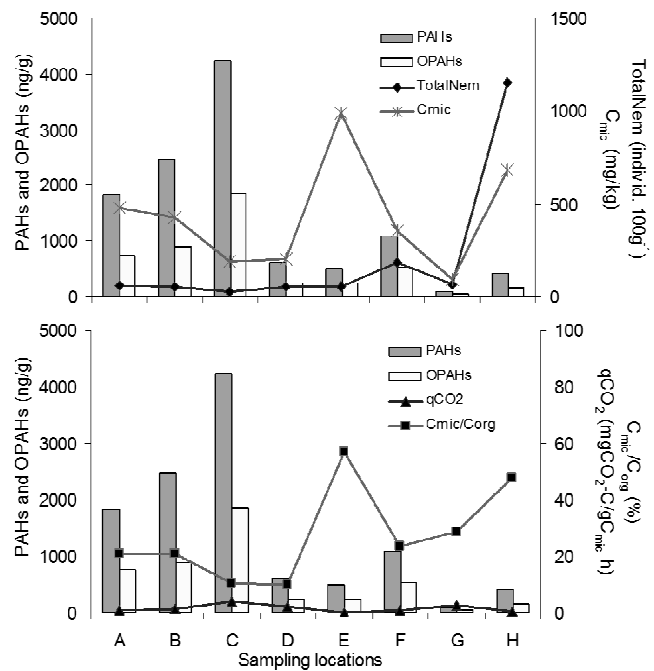 5000
4000
3000
2000
1000
0
PAHs and OPAHs (ng/g)
PAHs
OPAHs
TotalNem
Cmic
1500
1000
500
0
TotalNem (individ. 100g⁻¹)
Cmic (mg/kg)
5000
4000
3000
2000
1000
0
PAHs and OPAHs (ng/g)
PAHs
OPAHs
qCO2
Cmic/Corg
100
80
60
40
20
0
Cmic/Corg (%)
qCO2 (mgCO2-C/gCmic h)
A B C D E F G H
Sampling locations